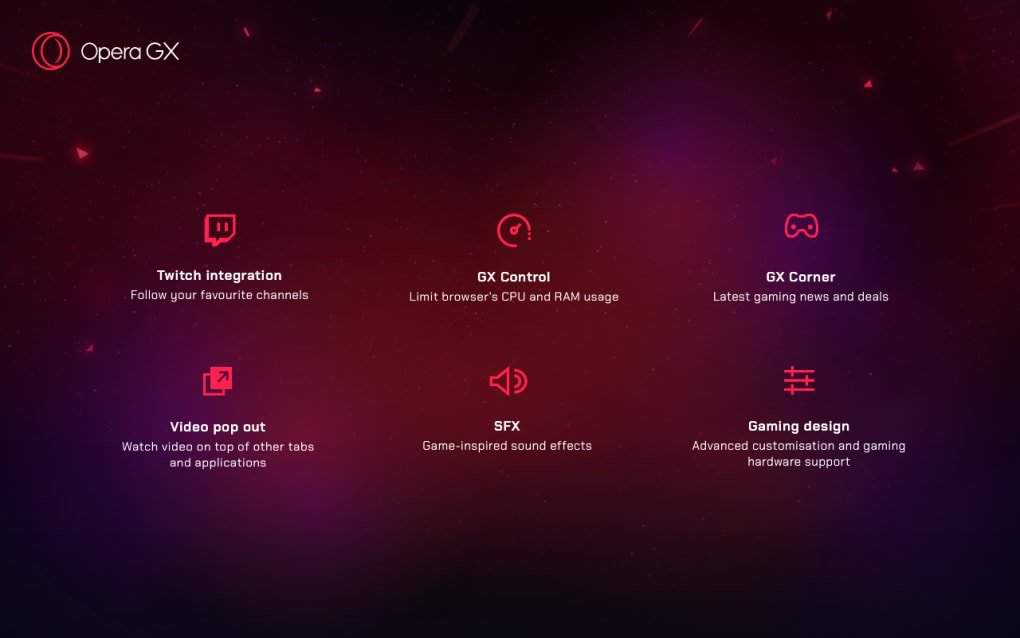 Opera GX
Twitch integration
Follow your favourite channels
GX Control
Limit browser's CPU and RAM usage
GX Corner
Latest gaming news and deals
Video pop out
Watch video on top of other tabs
and applications
SFX
Game-inspired sound effects
Gaming design
Advanced customisation and gaming
hardware support